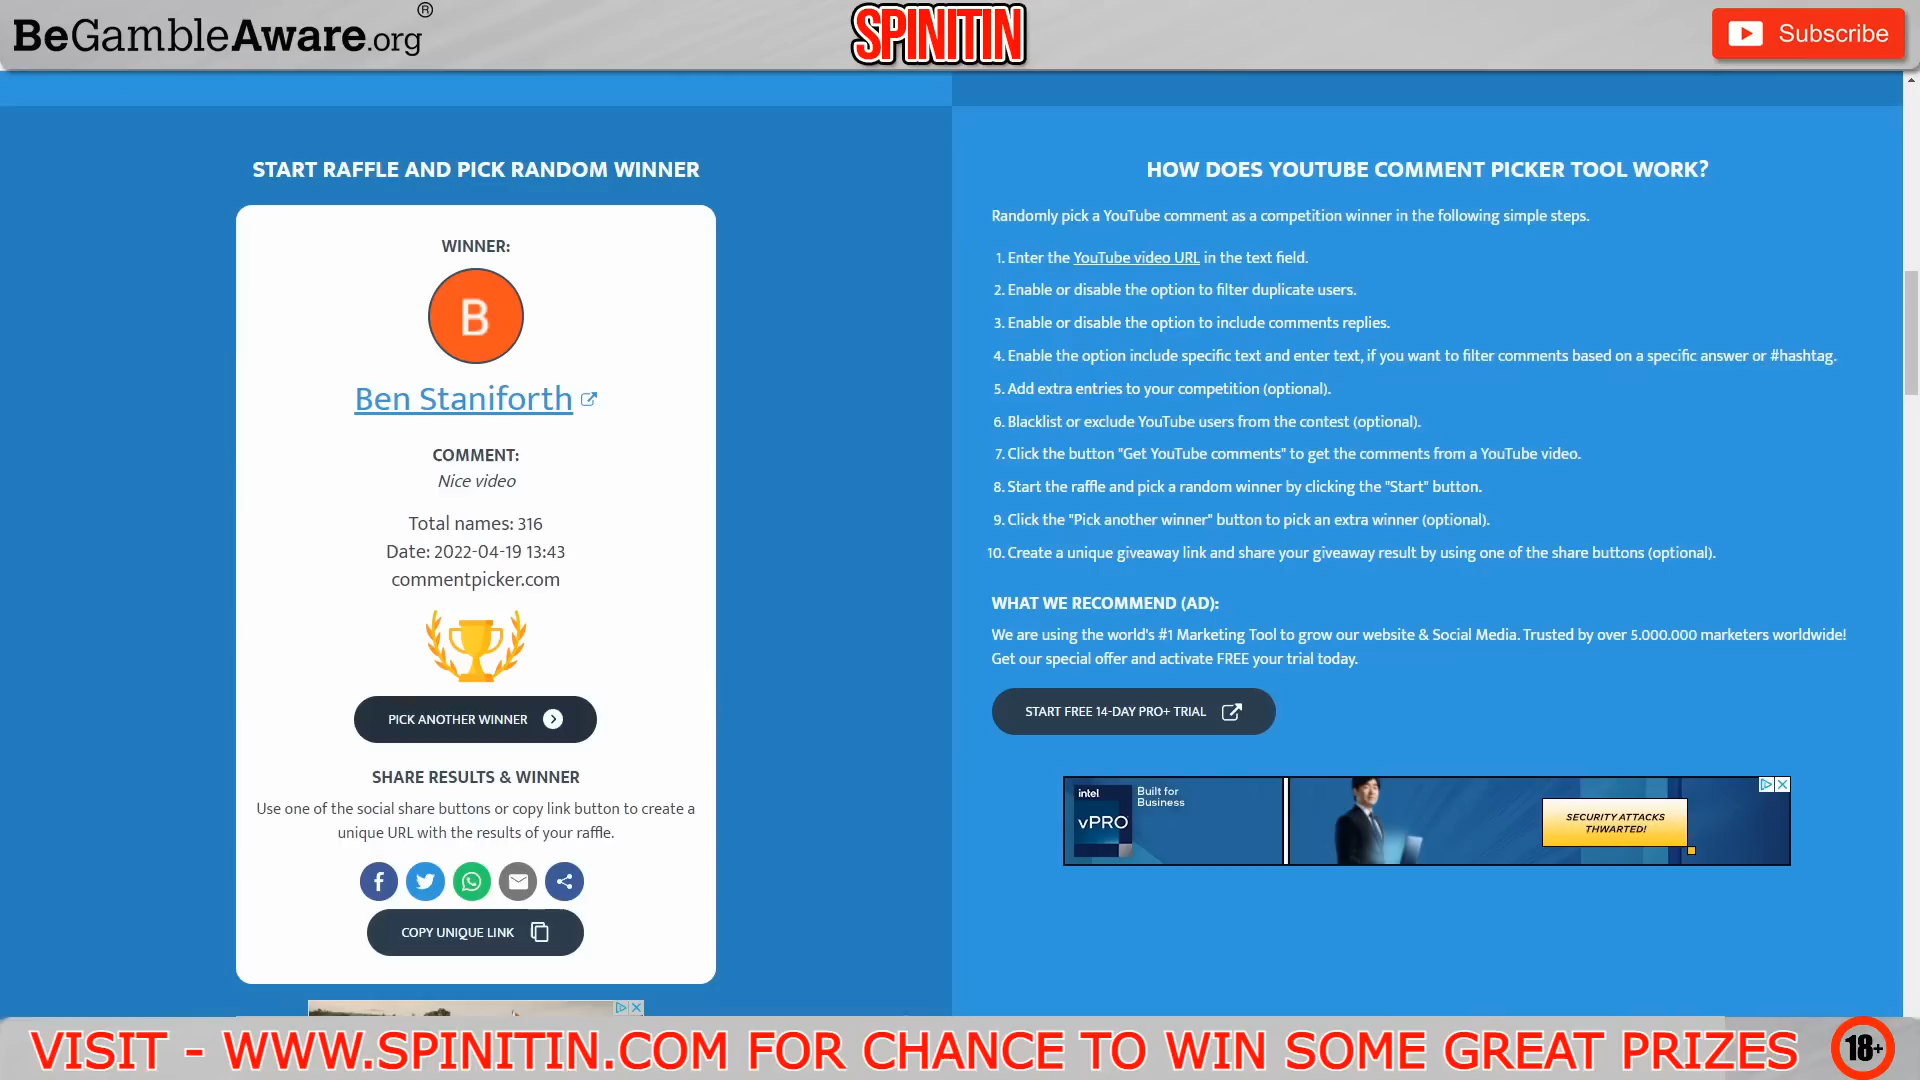 BeGambleAware.org®
SPINITIN
Subscribe
START RAFFLE AND PICK RANDOM WINNER
WINNER:
B
Ben Staniforth
COMMENT:
Nice video
Total names: 316
Date: 2022-04-19 13:43
commentpicker.com
PICK ANOTHER WINNER
SHARE RESULTS & WINNER
Use one of the social share buttons or copy link button to create a
unique URL with the results of your raffle.
COPY UNIQUE LINK
HOW DOES YOUTUBE COMMENT PICKER TOOL WORK?
Randomly pick a YouTube comment as a competition winner in the following simple steps.
1. Enter the YouTube video URL in the text field.
2. Enable or disable the option to filter duplicate users.
3. Enable or disable the option to include comments replies.
4. Enable the option include specific text and enter text, if you want to filter comments based on a specific answer or #hashtag.
5. Add extra entries to your competition (optional).
6. Blacklist or exclude YouTube users from the contest (optional).
7. Click the button "Get YouTube comments" to get the comments from a YouTube video.
8. Start the raffle and pick a random winner by clicking the "Start" button.
9. Click the "Pick another winner" button to pick an extra winner (optional).
10. Create a unique giveaway link and share your giveaway result by using one of the share buttons (optional).
WHAT WE RECOMMEND (AD):
We are using the world's #1 Marketing Tool to grow our website & Social Media. Trusted by over 5.000.000 marketers worldwide!
Get our special offer and activate FREE your trial today.
START FREE 14-DAY PRO+ TRIAL
intel
vPRO
Built for
Business
SECURITY ATTACKS
THWARTED!
VISIT - WWW.SPINITIN.COM FOR CHANCE TO WIN SOME GREAT PRIZES
18+